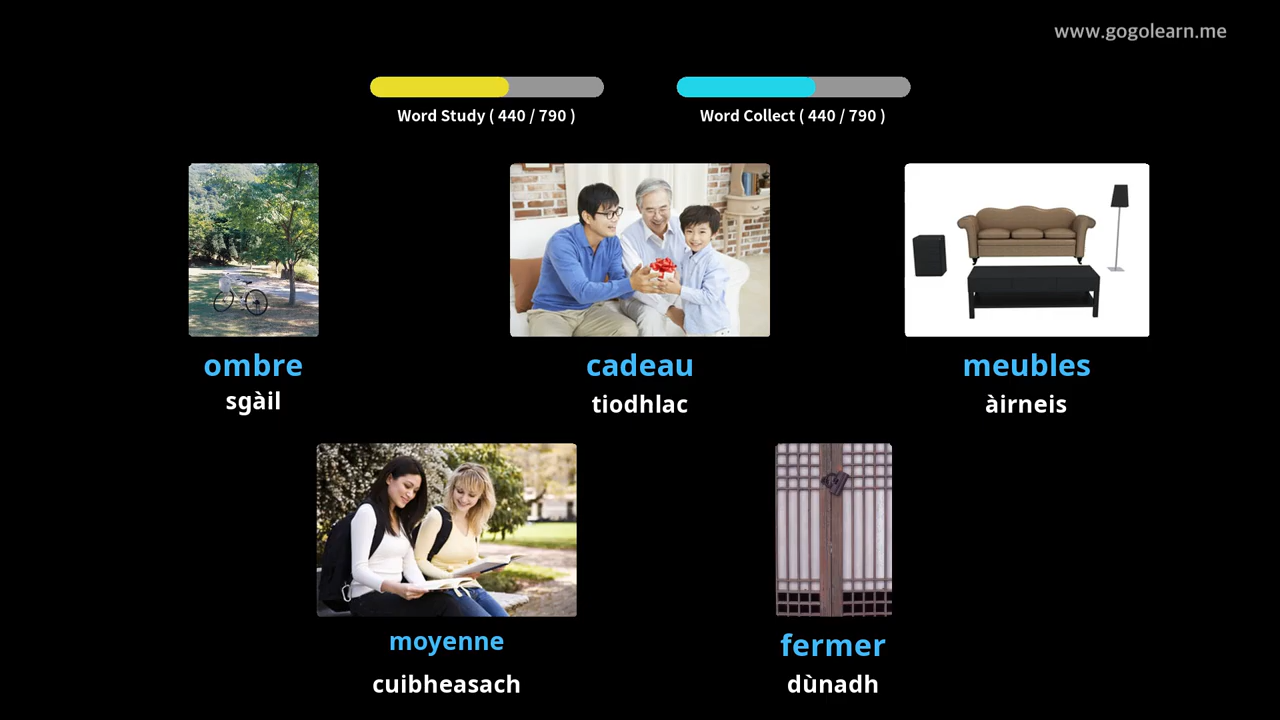 www.gogolearn.me
Word Study ( 440 / 790 )
Word Collect ( 440 / 790 )
ombre
sgàil
cadeau
tiodhlac
meubles
àirneis
moyenne
cuibheasach
fermer
dùnadh